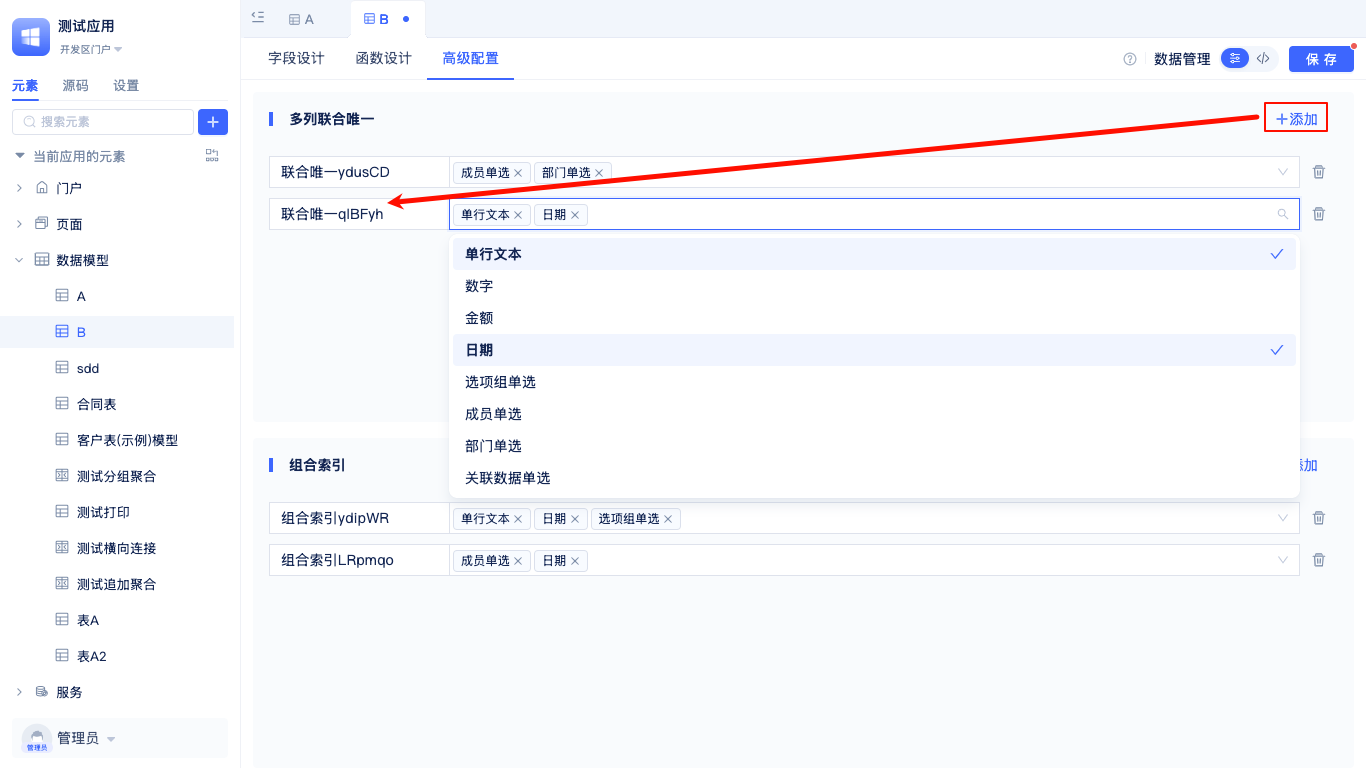 测试应用
开发区门户
元素 源码 设置
搜索元素
当前应用的元素
门户
页面
数据模型
A
B
sdd
合同表
客户表(示例)模型
测试分组聚合
测试打印
测试横向连接
测试追加聚合
表A
表A2
服务
管理员
管理员
A
B
字段设计 函数设计 高级配置
数据管理
保 存
多列联合唯一
添加
联合唯一ydusCD 成员单选 部门单选
联合唯一qlBFyh 单行文本 日期
单行文本
数字
金额
日期
选项组单选
成员单选
部门单选
关联数据单选
组合索引
添加
组合索引ydipWR 单行文本 日期 选项组单选
组合索引LRpmqo 成员单选 日期